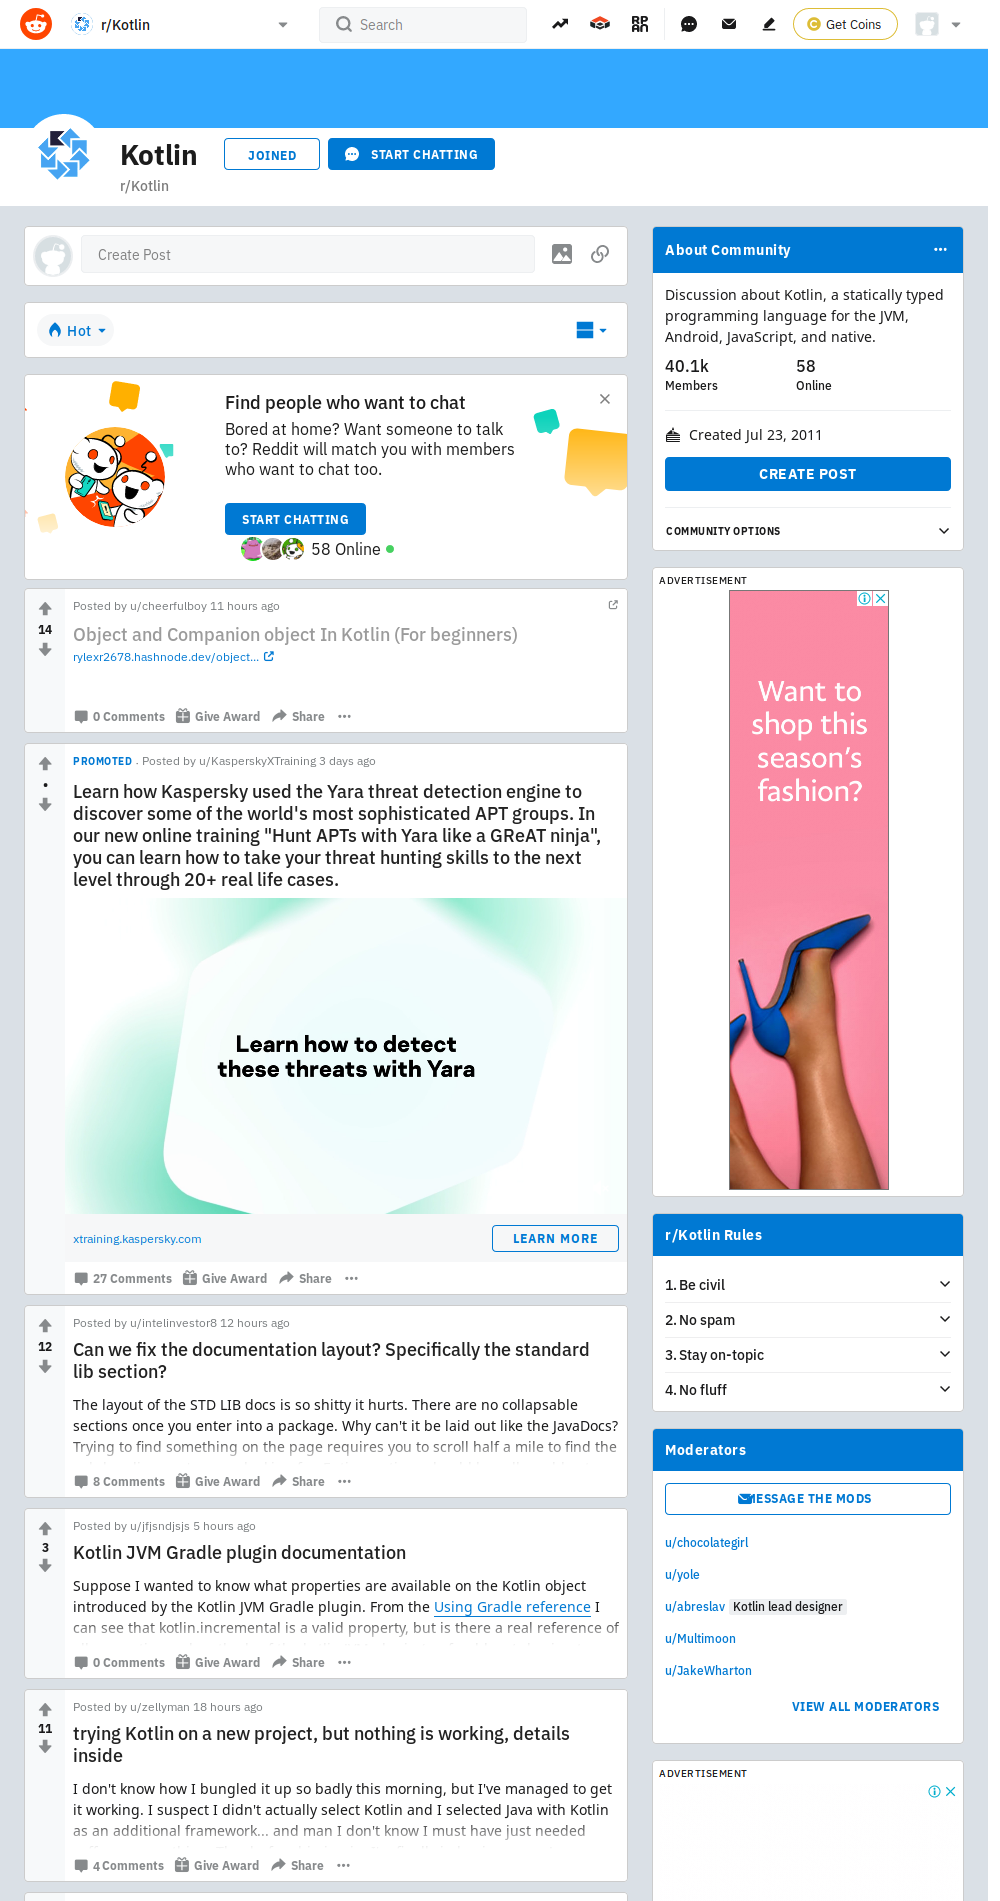 r/Kotlin
Search
Get Coins
Kotlin
JOINED
START CHATTING
r/Kotlin
Create Post
Hot
Find people who want to chat
Bored at home? Want someone to talk
to? Reddit will match you with members
who want to chat too.
START CHATTING
58 Online
Posted by u/cheerfulboy 11 hours ago
14
Object and Companion object In Kotlin (For beginners)
rylexr2678.hashnode.dev/object...
0 Comments Give Award Share
PROMOTED · Posted by u/KasperskyXTraining 3 days ago
•
Learn how Kaspersky used the Yara threat detection engine to
discover some of the world's most sophisticated APT groups. In
our new online training "Hunt APTs with Yara like a GReAT ninja",
you can learn how to take your threat hunting skills to the next
level through 20+ real life cases.
Learn how to detect
these threats with Yara
xtraining.kaspersky.com
LEARN MORE
27 Comments Give Award Share
Posted by u/intelinvestor8 12 hours ago
12
Can we fix the documentation layout? Specifically the standard
lib section?
The layout of the STD LIB docs is so shitty it hurts. There are no collapsable
sections once you enter into a package. Why can't it be laid out like the JavaDocs?
Trying to find something on the page requires you to scroll half a mile to find the
8 Comments Give Award Share
Posted by u/jfjsndjsjs 5 hours ago
3
Kotlin JVM Gradle plugin documentation
Suppose I wanted to know what properties are available on the Kotlin object
introduced by the Kotlin JVM Gradle plugin. From the Using Gradle reference I
can see that kotlin.incremental is a valid property, but is there a real reference of
0 Comments Give Award Share
Posted by u/zellyman 18 hours ago
11
trying Kotlin on a new project, but nothing is working, details
inside
I don't know how I bungled it up so badly this morning, but I've managed to get
it working. I suspect I didn't actually select Kotlin and I selected Java with Kotlin
as an additional framework... and man I don't know I must have just needed
4 Comments Give Award Share
About Community
Discussion about Kotlin, a statically typed
programming language for the JVM,
Android, JavaScript, and native.
40.1k 58
Members Online
Created Jul 23, 2011
CREATE POST
COMMUNITY OPTIONS
ADVERTISEMENT
Want to
shop this
season's
fashion?
r/Kotlin Rules
1. Be civil
2. No spam
3. Stay on-topic
4. No fluff
Moderators
MESSAGE THE MODS
u/chocolategirl
u/yole
u/abreslav Kotlin lead designer
u/Multimoon
u/JakeWharton
VIEW ALL MODERATORS
ADVERTISEMENT